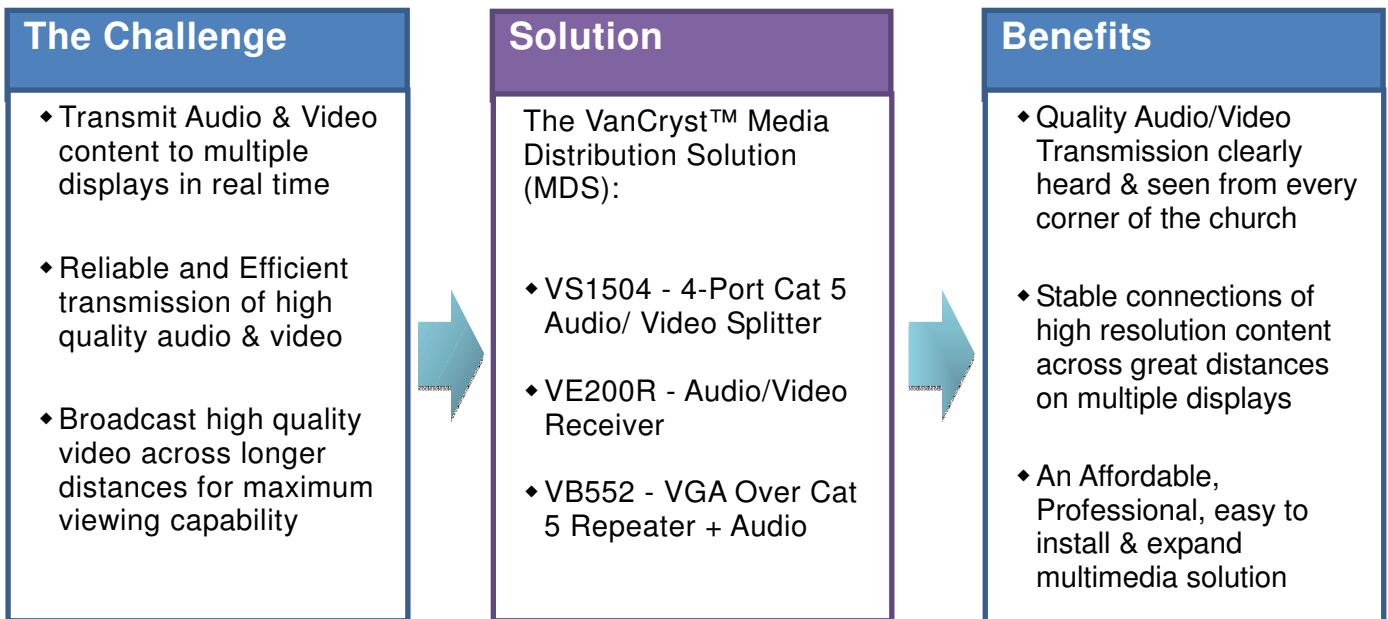 The Challenge
◆Transmit Audio & Video
content to multiple
displays in real time
◆Reliable and Efficient
transmission of high
quality audio & video
◆Broadcast high quality
video across longer
distances for maximum
viewing capability
Solution
The VanCryst™ Media
Distribution Solution
(MDS):
◆VS1504 - 4-Port Cat 5
Audio/ Video Splitter
◆VE200R - Audio/Video
Receiver
◆VB552 - VGA Over Cat
5 Repeater + Audio
Benefits
◆Quality Audio/Video
Transmission clearly
heard & seen from every
corner of the church
◆Stable connections of
high resolution content
across great distances
on multiple displays
◆An Affordable,
Professional, easy to
install & expand
multimedia solution